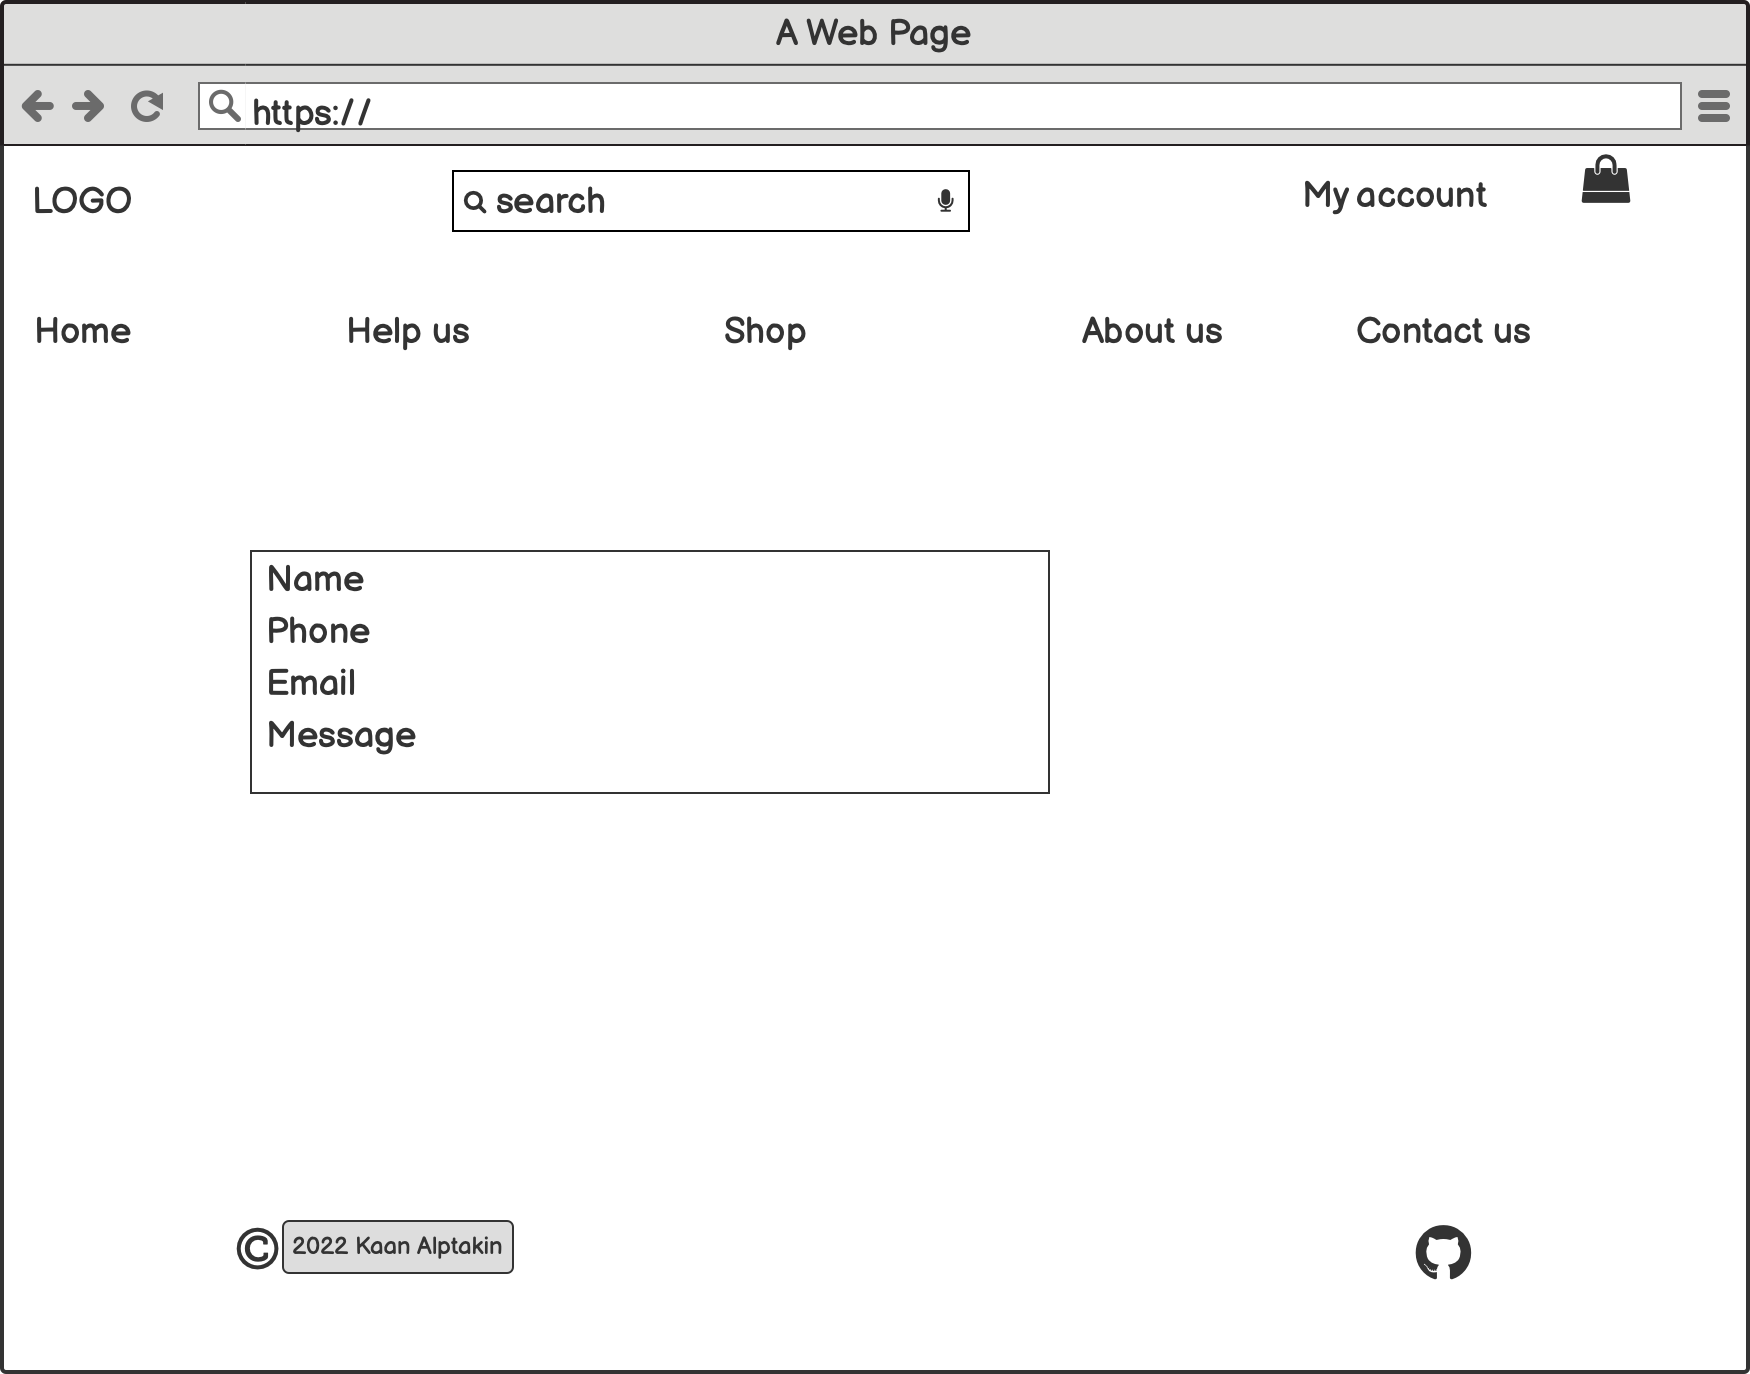 A Web Page
https://
LOGO
search
My account
Home
Help us
Shop
About us
Contact us
Name
Phone
Email
Message
© 2022 Kaan Alptakin